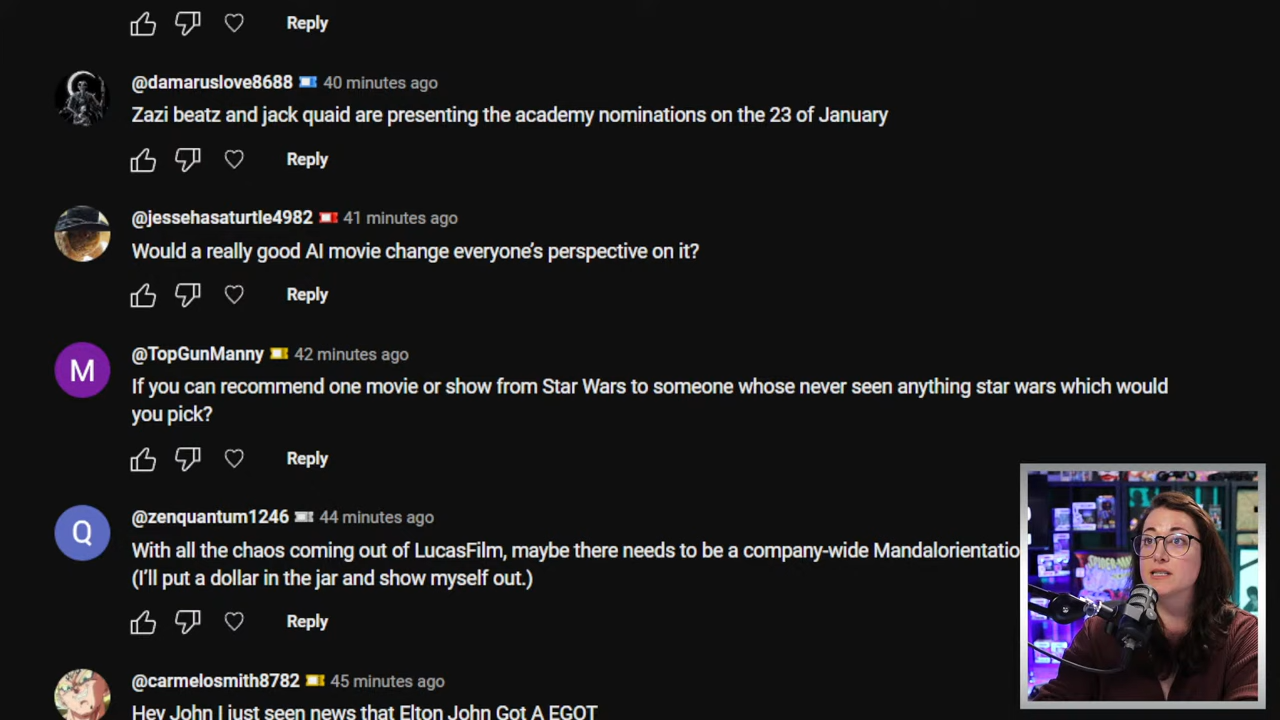 Reply
@damaruslove8688 40 minutes ago
Zazi beatz and jack quaid are presenting the academy nominations on the 23 of January
Reply
@jessehasaturtle4982 41 minutes ago
Would a really good AI movie change everyone's perspective on it?
Reply
M
@TopGunManny 42 minutes ago
If you can recommend one movie or show from Star Wars to someone whose never seen anything star wars which would
you pick?
Reply
Q
@zenquantum1246 44 minutes ago
With all the chaos coming out of LucasFilm, maybe there needs to be a company-wide Mandalorientatio
(I'll put a dollar in the jar and show myself out.)
Reply
@carmelosmith8782 45 minutes ago
Hey John I just seen news that Elton John Got A EGOT